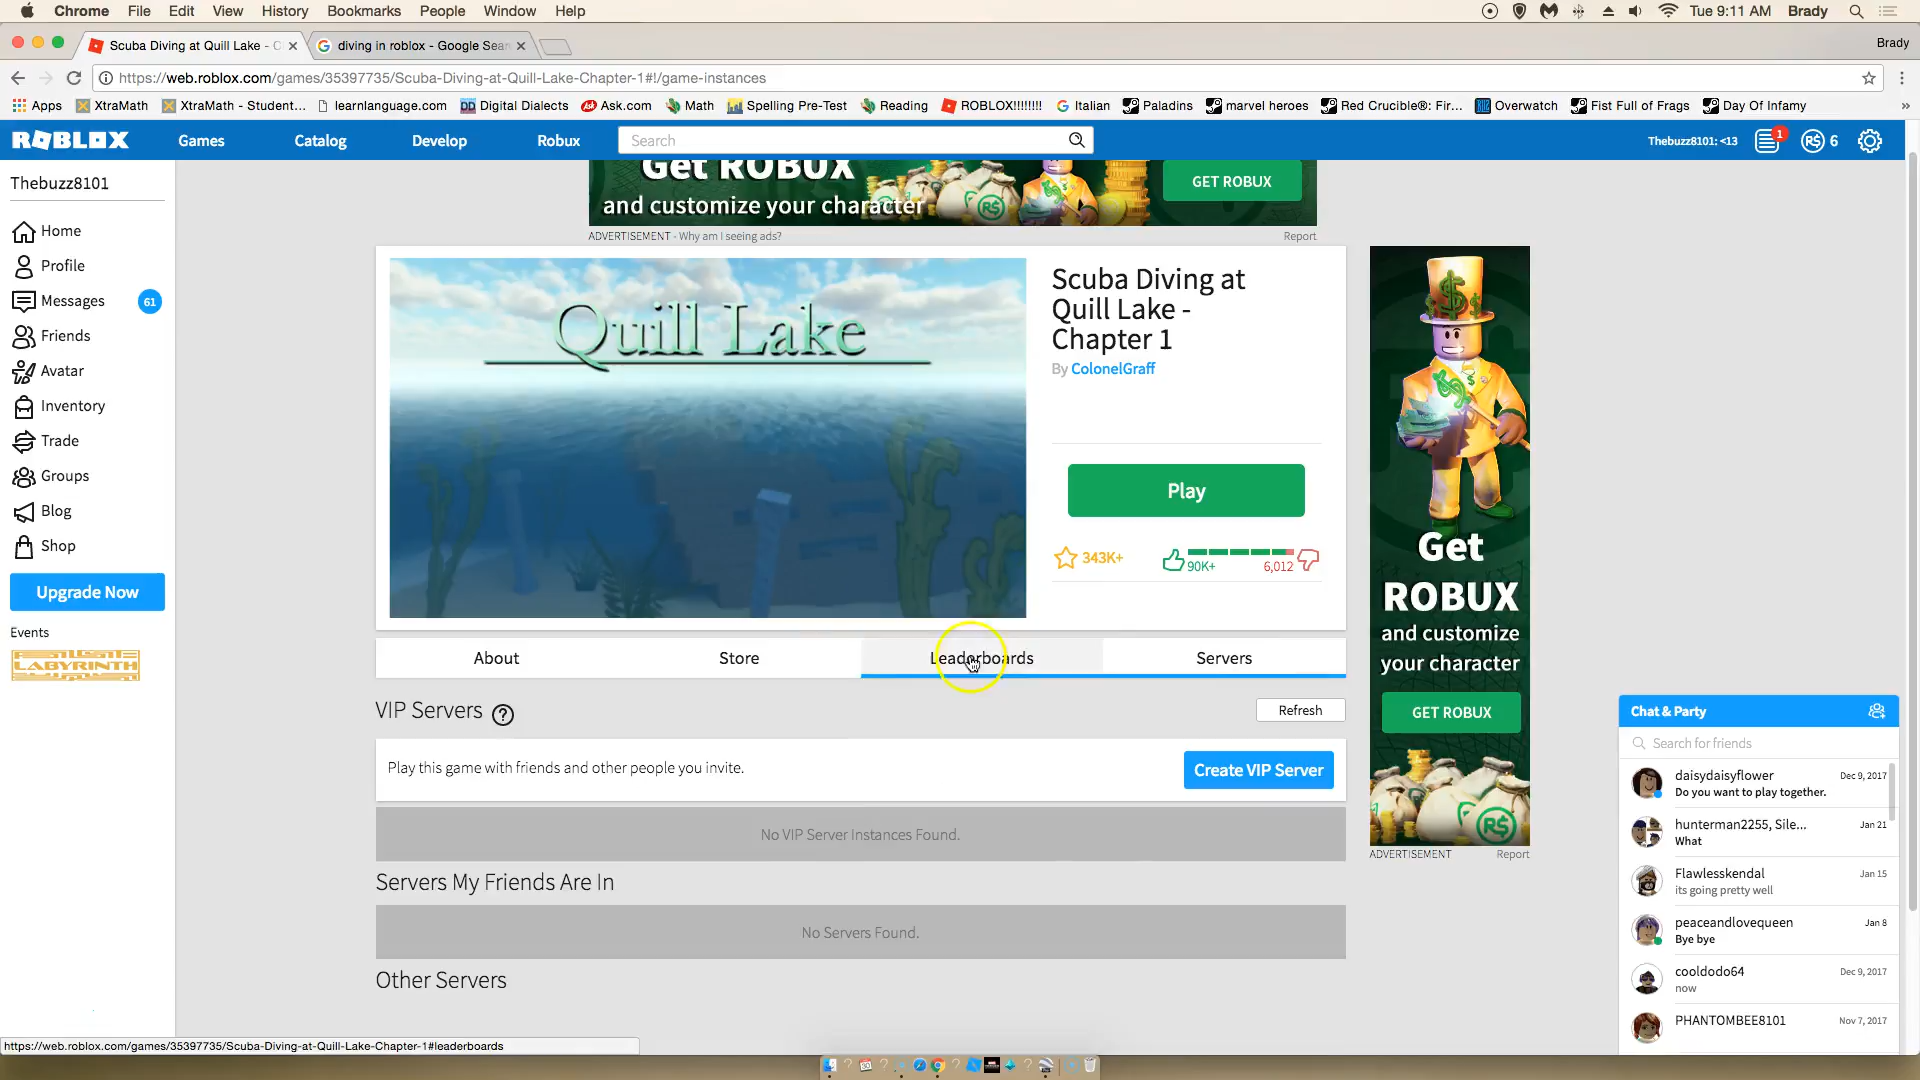 Chrome File Edit View History Bookmarks People Window Help Tue 9:11 AM Brady
Scuba Diving at Quill Lake - C diving in roblox - Google Sear Brady
https://web.roblox.com/games/35397735/Scuba-Diving-at-Quill-Lake-Chapter-1#!/game-instances
Apps XtraMath XtraMath - Student... learnlanguage.com DD Digital Dialects Ask Ask.com Math Spelling Pre-Test Reading ROBLOX!!!!!!!! Italian Paladins marvel heroes Red Crucible®: Fir... Overwatch Fist Full of Frags Day Of Infamy »
ROBLOX Games Catalog Develop Robux Search Thebuzz8101: <13 1 R$ 6
Thebuzz8101
Home
Profile
Messages 61
Friends
Avatar
Inventory
Trade
Groups
Blog
Shop
Upgrade Now
Events
LABYRINTH
Get ROBUX
and customize your character
R$
GET ROBUX
ADVERTISEMENT - Why am I seeing ads? Report
Quill Lake
Scuba Diving at
Quill Lake -
Chapter 1
By ColonelGraff
Play
343K+ 90K+ 6,012
About Store Leaderboards Servers
VIP Servers ? Refresh
Play this game with friends and other people you invite. Create VIP Server
No VIP Server Instances Found.
Servers My Friends Are In
No Servers Found.
Other Servers
Get
ROBUX
and customize
your character
GET ROBUX
R$
ADVERTISEMENT Report
Chat & Party
Search for friends
daisydaisyflower Dec 9, 2017
Do you want to play together.
hunterman2255, Sile... Jan 21
What
Flawlesskendal Jan 15
its going pretty well
peaceandlovequeen Jan 8
Bye bye
cooldodo64 Dec 9, 2017
now
PHANTOMBEE8101 Nov 7, 2017
https://web.roblox.com/games/35397735/Scuba-Diving-at-Quill-Lake-Chapter-1#leaderboards